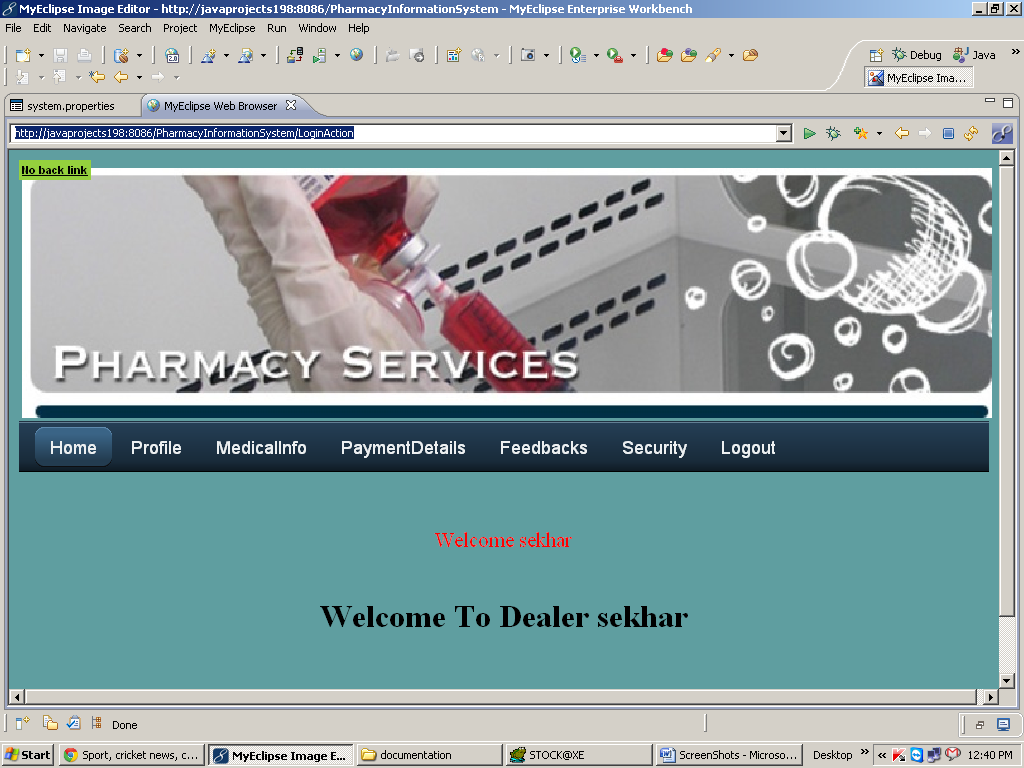 MyEclipse Image Editor - http://javaprojects198:8086/PharmacyInformationSystem - MyEclipse Enterprise Workbench
File Edit Navigate Search Project MyEclipse Run Window Help
2.0
Debug Java »
MyEclipse Ima...
system.properties MyEclipse Web Browser
http://javaprojects198:8086/PharmacyInformationSystem/LoginAction
No back link
PHARMACY SERVICES
Home Profile MedicalInfo PaymentDetails Feedbacks Security Logout
Welcome sekhar
Welcome To Dealer sekhar
Done
Start Sport, cricket news, c... MyEclipse Image E... documentation STOCK@XE ScreenShots - Microso... Desktop » « 12:40 PM